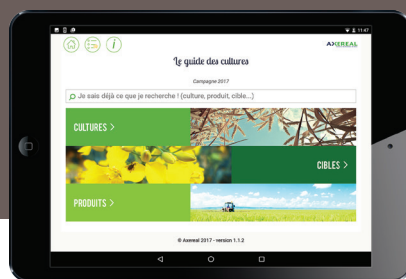 11:47
AXEREAL
Le guide des cultures
Campagne 2017
Je sais déjà ce que je recherche ! (culture, produit, cible...)
CULTURES >
CIBLES >
PRODUITS >
© Axereal 2017 - version 1.1.2